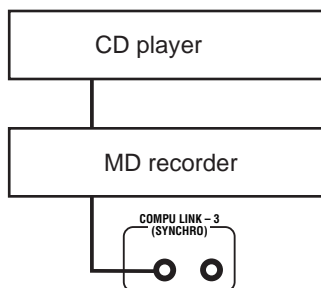 CD player
MD recorder
COMPU LINK – 3
(SYNCHRO)